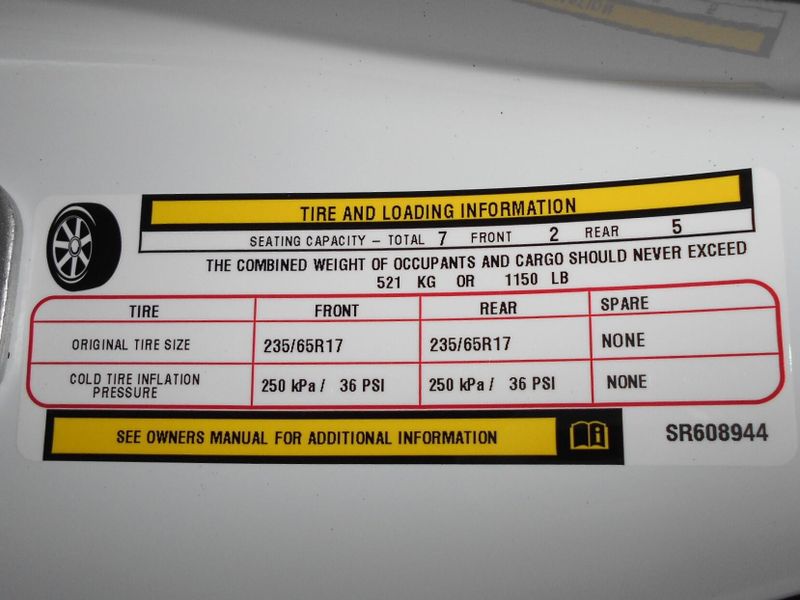 TIRE AND LOADING INFORMATION
SEATING CAPACITY – TOTAL 7 FRONT 2 REAR 5
THE COMBINED WEIGHT OF OCCUPANTS AND CARGO SHOULD NEVER EXCEED
521 KG OR 1150 LB
TIRE FRONT REAR SPARE
ORIGINAL TIRE SIZE 235/65R17 235/65R17 NONE
COLD TIRE INFLATION PRESSURE 250 kPa / 36 PSI 250 kPa / 36 PSI NONE
SEE OWNERS MANUAL FOR ADDITIONAL INFORMATION
SR608944